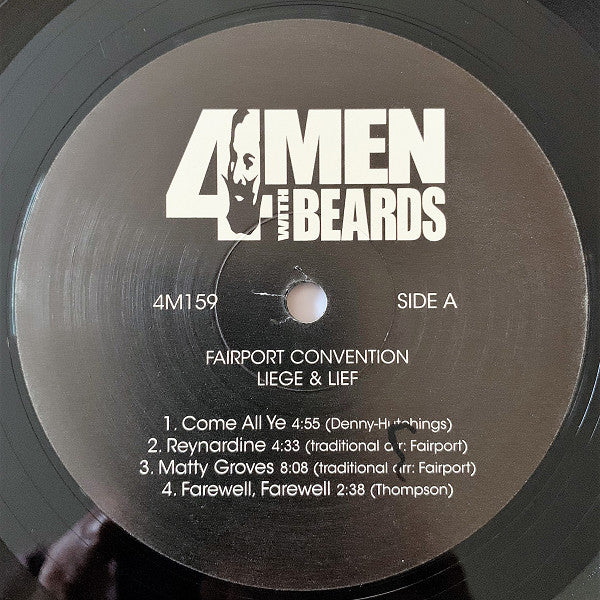 4 MEN
WITH BEARDS
4M159 SIDE A
FAIRPORT CONVENTION
LIEGE & LIEF
1. Come All Ye 4:55 (Denny-Hutchings)
2. Reynardine 4:33 (traditional arr: Fairport)
3. Matty Groves 8:08 (traditional arr: Fairport)
4. Farewell, Farewell 2:38 (Thompson)